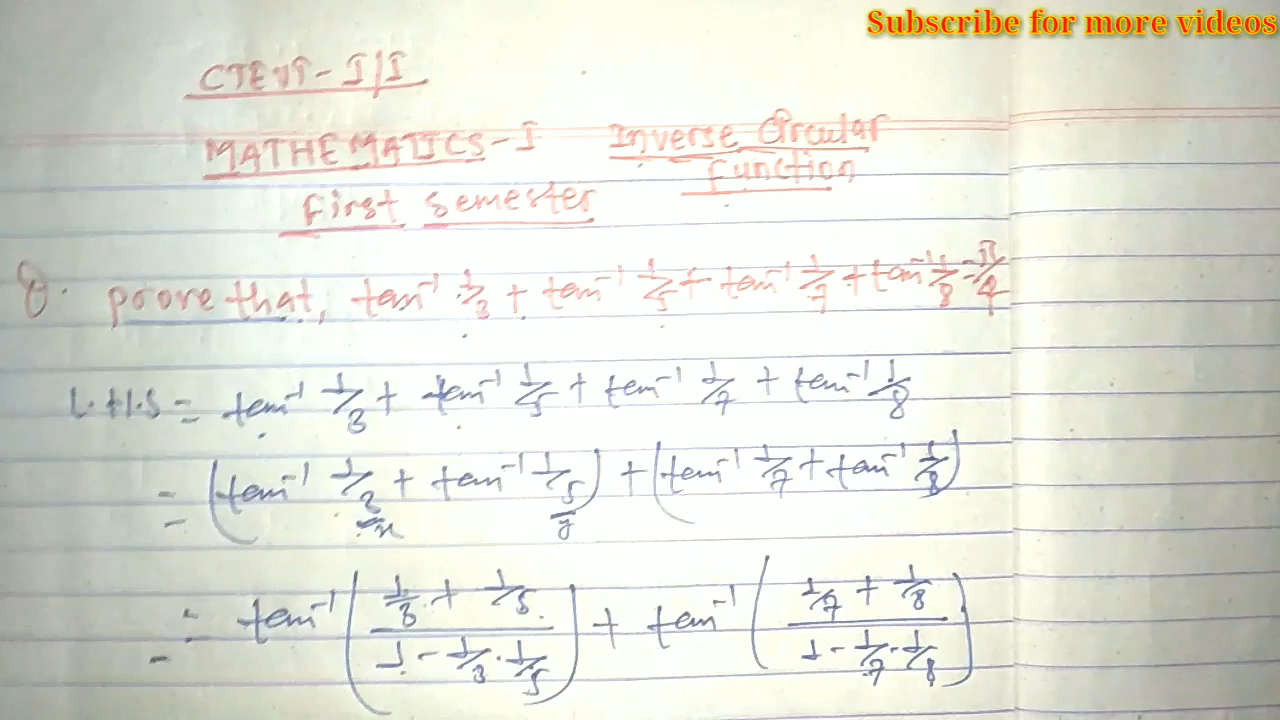 Subscribe for more videos
CTEVT - I/I
MATHEMATICS-I Inverse Circular
Function
First Semester
Q. prove that, tan⁻¹ 1/3 + tan⁻¹ 1/5 + tan⁻¹ 1/7 + tan⁻¹ 1/8 = π/4
L.H.S = tan⁻¹ 1/3 + tan⁻¹ 1/5 + tan⁻¹ 1/7 + tan⁻¹ 1/8
= (tan⁻¹ 1/3 + tan⁻¹ 1/5) + (tan⁻¹ 1/7 + tan⁻¹ 1/8)
x y
= tan⁻¹ ((1/3 + 1/5) / (1 - 1/3 · 1/5)) + tan⁻¹ ((1/7 + 1/8) / (1 - 1/7 · 1/8))